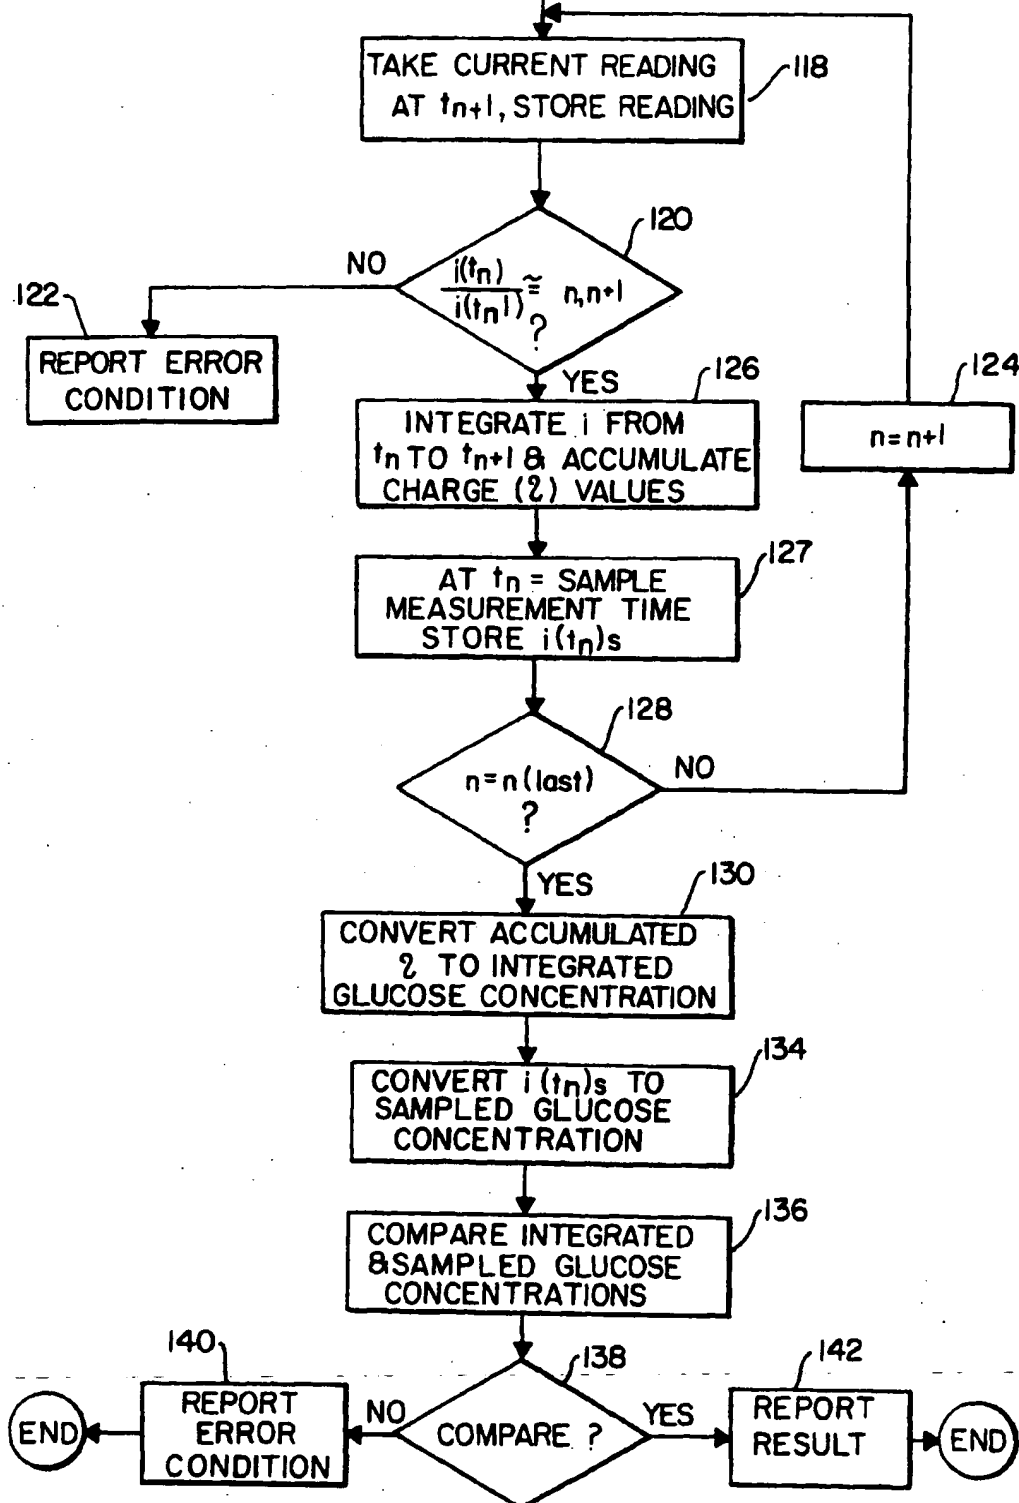 TAKE CURRENT READING
AT tn+1, STORE READING
118
120
NO
i(tn)
i(tn1)
≅ n,n+1
?
122
REPORT ERROR
CONDITION
YES
126
124
n=n+1
INTEGRATE i FROM
tn TO tn+1 & ACCUMULATE
CHARGE (2) VALUES
127
AT tn = SAMPLE
MEASUREMENT TIME
STORE i(tn)s
128
n=n(last)
?
NO
YES
130
CONVERT ACCUMULATED
2 TO INTEGRATED
GLUCOSE CONCENTRATION
134
CONVERT i(tn)s TO
SAMPLED GLUCOSE
CONCENTRATION
136
COMPARE INTEGRATED
&SAMPLED GLUCOSE
CONCENTRATIONS
140
138
142
END
REPORT
ERROR
CONDITION
NO
COMPARE ?
YES
REPORT
RESULT
END